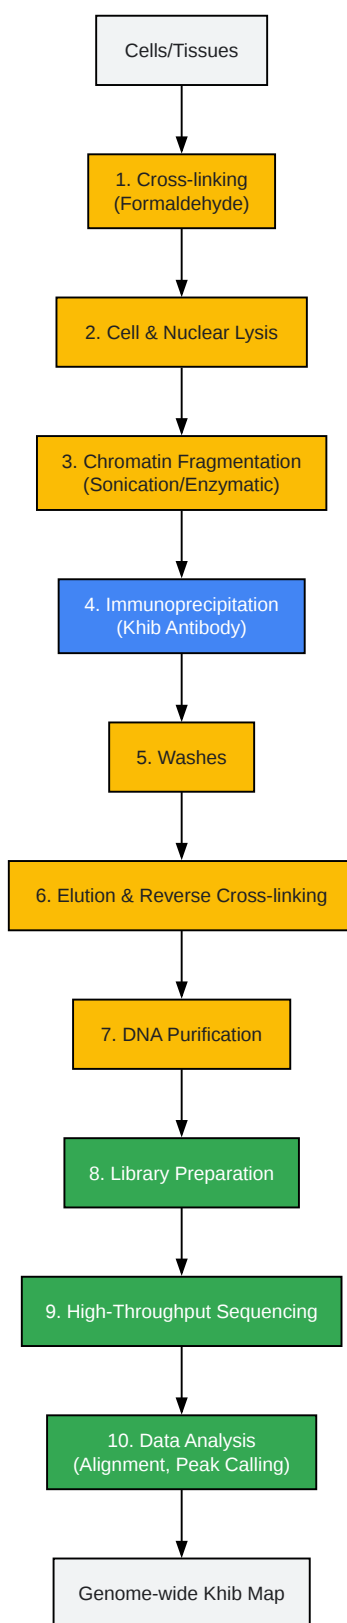 Cells/Tissues
1. Cross-linking
(Formaldehyde)
2. Cell & Nuclear Lysis
3. Chromatin Fragmentation
(Sonication/Enzymatic)
4. Immunoprecipitation
(Khib Antibody)
5. Washes
6. Elution & Reverse Cross-linking
7. DNA Purification
8. Library Preparation
9. High-Throughput Sequencing
10. Data Analysis
(Alignment, Peak Calling)
Genome-wide Khib Map